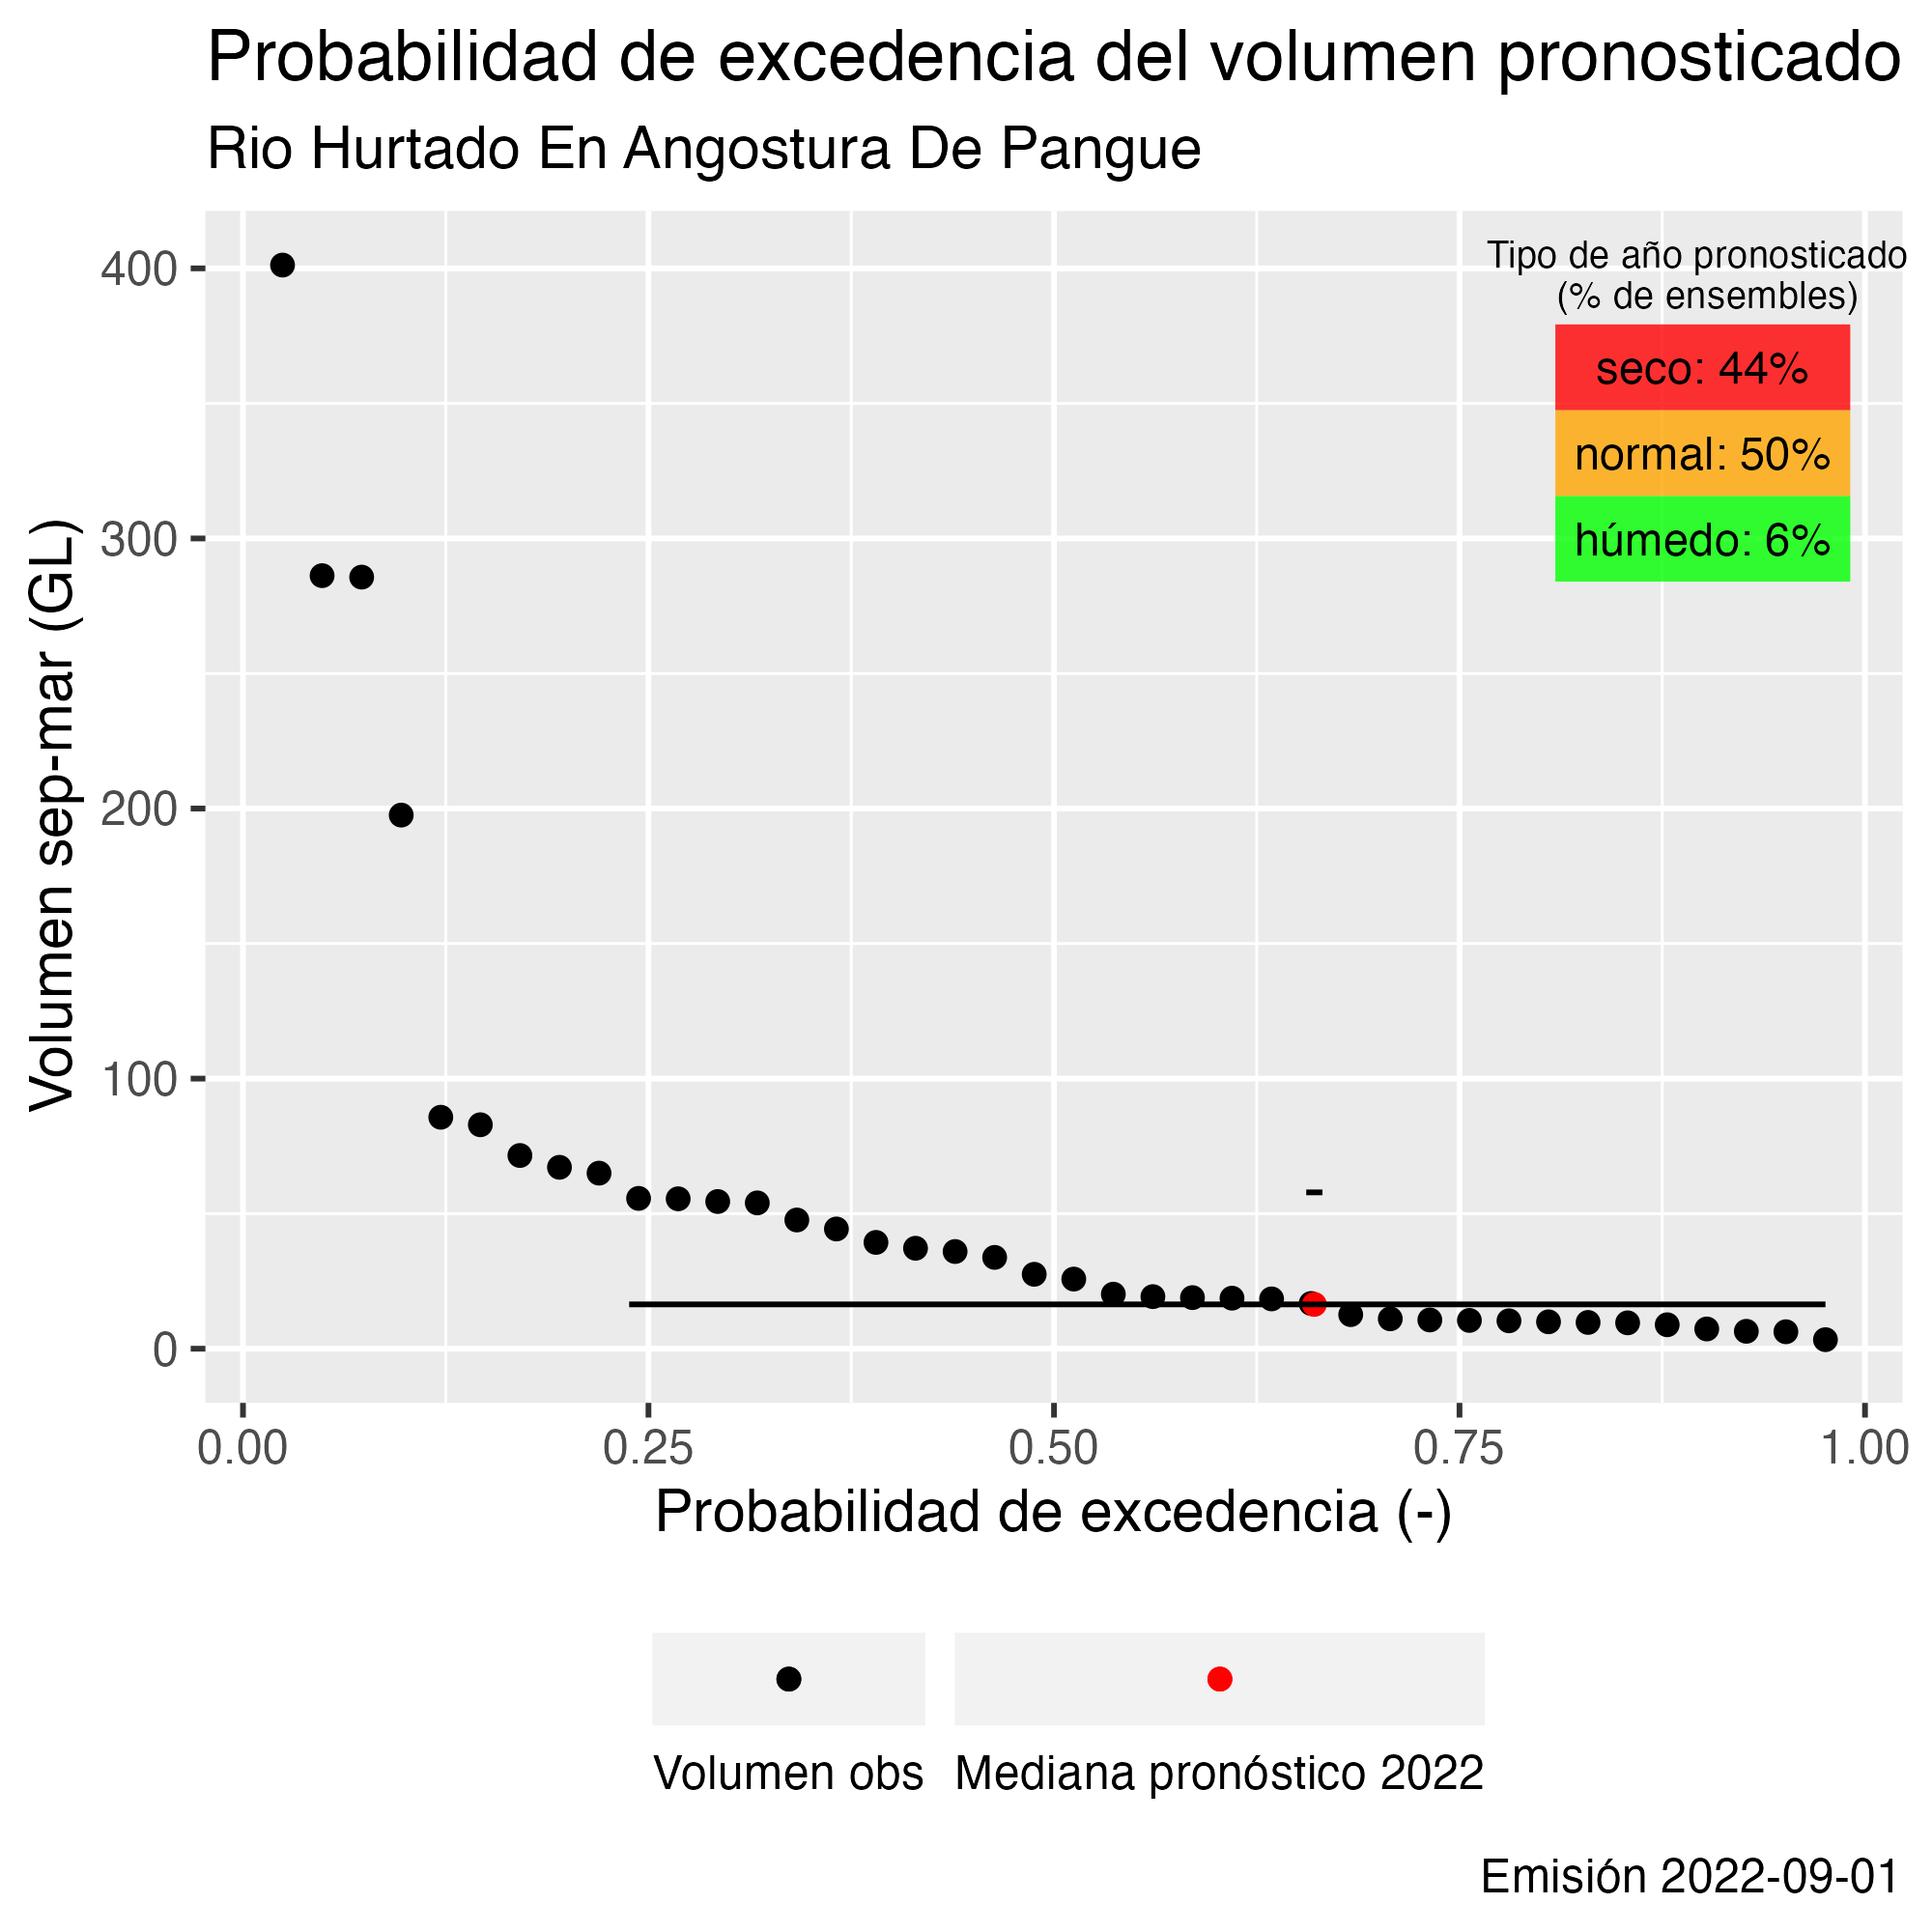 Probabilidad de excedencia del volumen pronosticado
Rio Hurtado En Angostura De Pangue
Tipo de año pronosticado
(% de ensembles)
seco: 44%
normal: 50%
húmedo: 6%
Volumen sep-mar (GL)
400
300
200
100
0
0.00 0.25 0.50 0.75 1.00
Probabilidad de excedencia (-)
Volumen obs Mediana pronóstico 2022
Emisión 2022-09-01